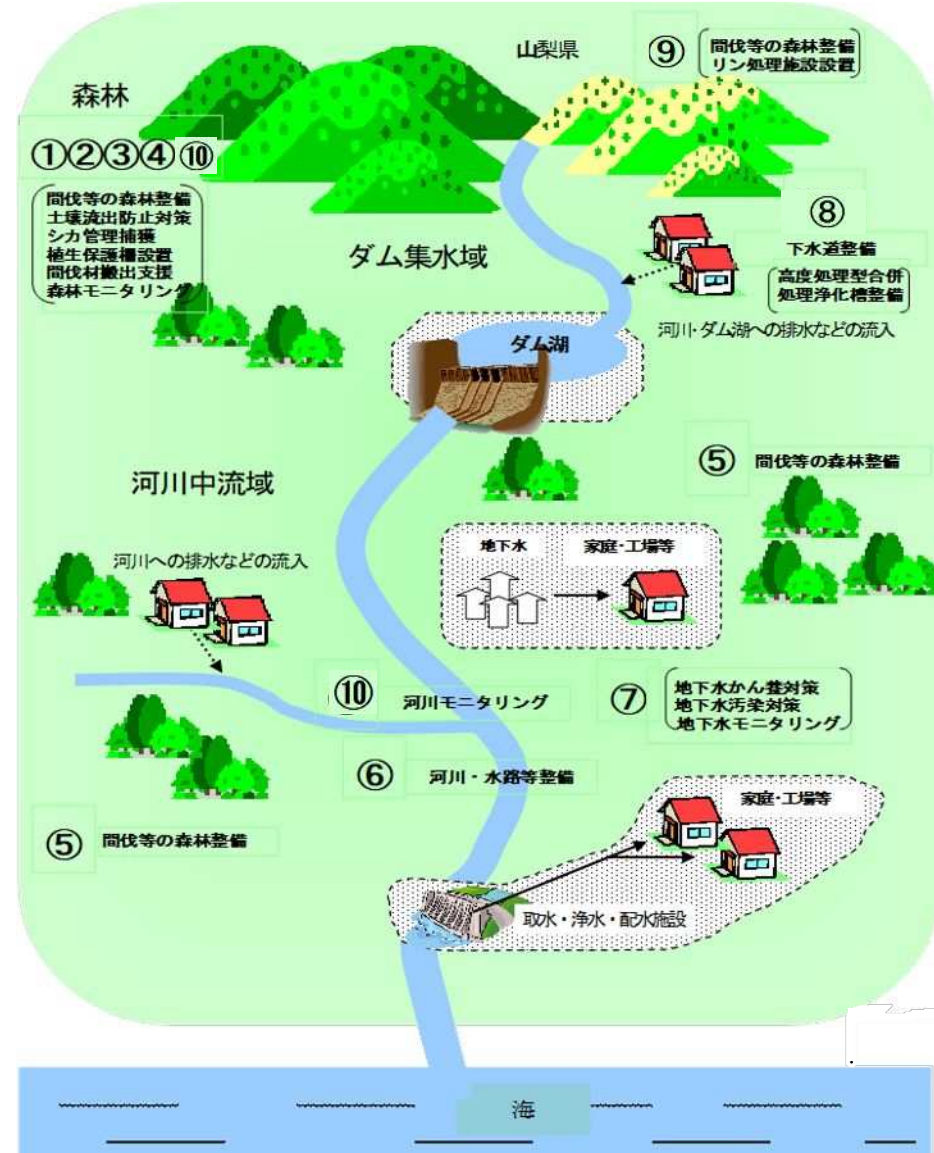 山梨県
⑨
間伐等の森林整備
リン処理施設設置
森林
①②③④⑩
間伐等の森林整備
土壌流出防止対策
シカ管理捕獲
植生保護柵設置
間伐材搬出支援
森林モニタリング
ダム集水域
⑧
下水道整備
高度処理型合併
処理浄化槽整備
河川・ダム湖への排水などの流入
ダム湖
⑤
間伐等の森林整備
河川中流域
地下水
家庭・工場等
河川への排水などの流入
⑩
河川モニタリング
⑦
地下水かん養対策
地下水汚染対策
地下水モニタリング
⑥
河川・水路等整備
家庭・工場等
⑤
間伐等の森林整備
取水・浄水・配水施設
海